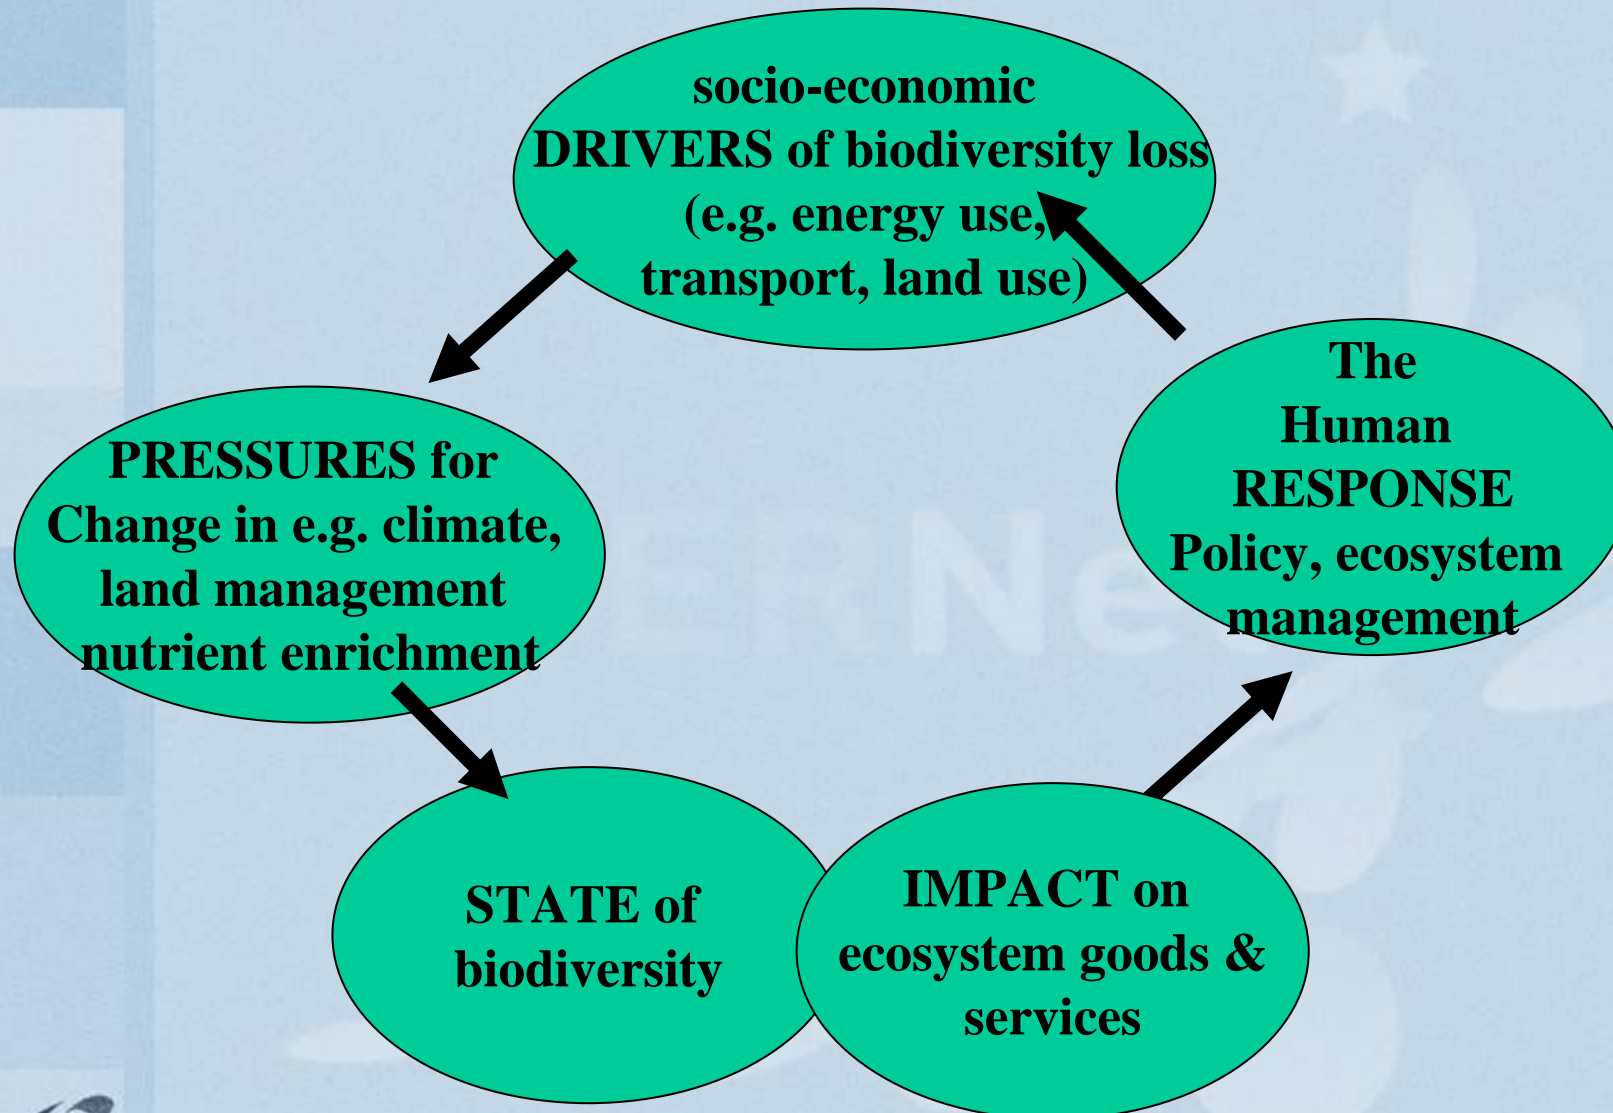 socio-economic
DRIVERS of biodiversity loss
(e.g. energy use,
transport, land use)
The
Human
RESPONSE
Policy, ecosystem
management
PRESSURES for
Change in e.g. climate,
land management
nutrient enrichment
STATE of
biodiversity
IMPACT on
ecosystem goods &
services